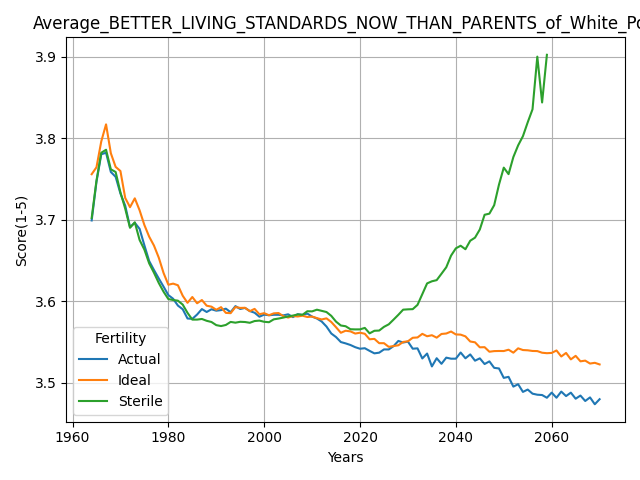 Average_BETTER_LIVING_STANDARDS_NOW_THAN_PARENTS_of_White_Po
3.9
3.8
3.7
3.6
3.5
Score(1-5)
Fertility
Actual
Ideal
Sterile
1960 1980 2000 2020 2040 2060
Years